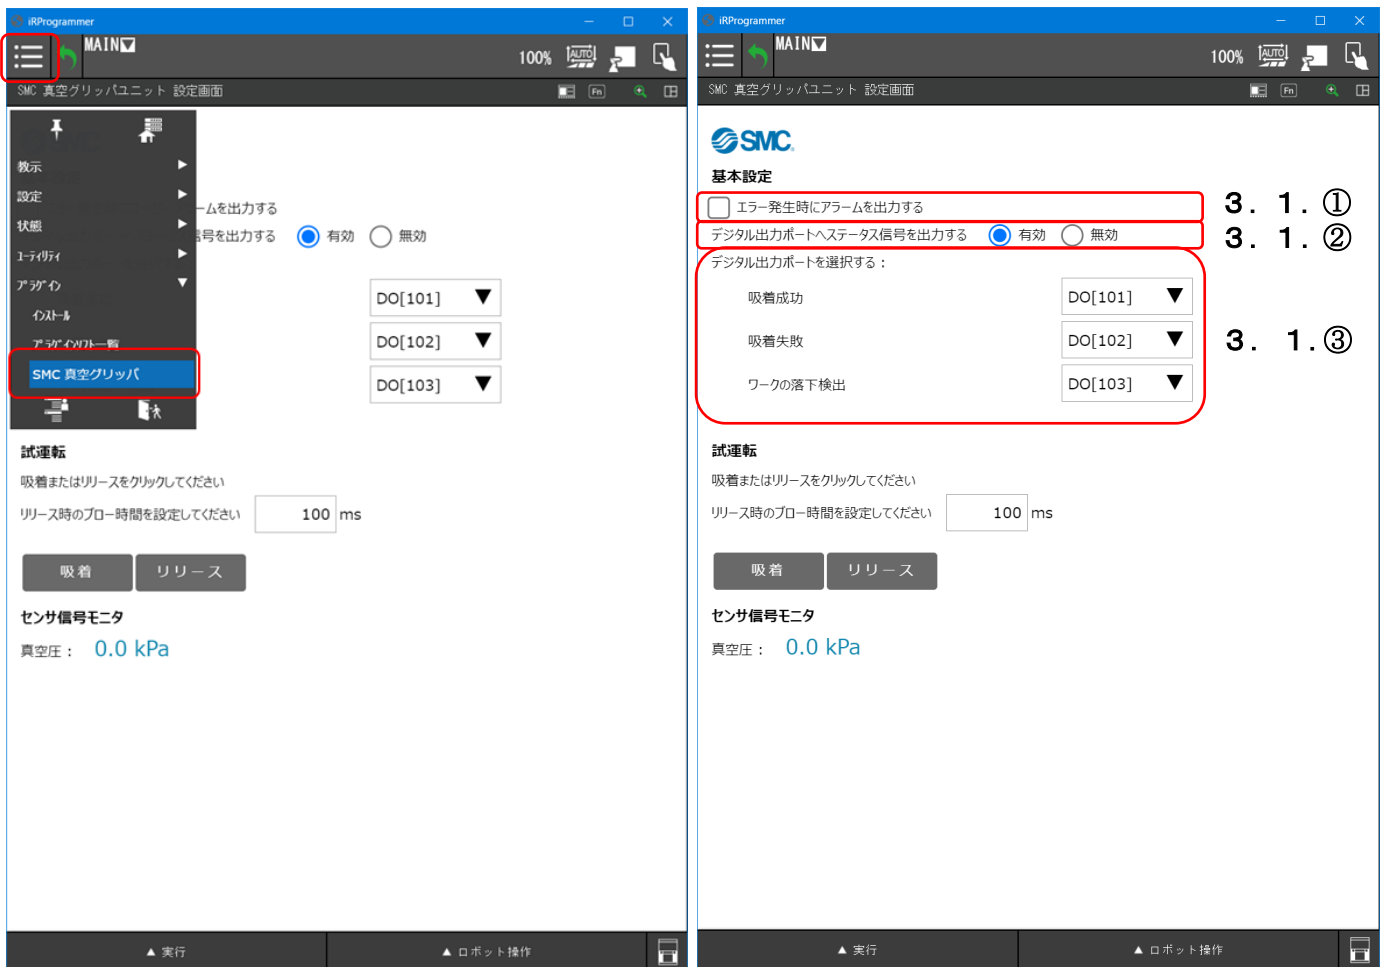 iRProgrammer
MAIN
100%
AUTO
SMC 真空グリッパユニット 設定画面
Fn
教示
設定
状態
ユーティリティ
プラグイン
インストール
プラグインソフト一覧
SMC 真空グリッパ
ームを出力する
信号を出力する 有効 無効
DO[101]
DO[102]
DO[103]
試運転
吸着またはリリースをクリックしてください
リリース時のブロー時間を設定してください 100 ms
吸着 リリース
センサ信号モニタ
真空圧： 0.0 kPa
▲ 実行 ▲ ロボット操作
iRProgrammer
MAIN
100%
AUTO
SMC 真空グリッパユニット 設定画面
Fn
SMC.
基本設定
エラー発生時にアラームを出力する
３．１.①
デジタル出力ポートへステータス信号を出力する 有効 無効
３．１.②
デジタル出力ポートを選択する：
吸着成功 DO[101]
吸着失敗 DO[102]
３．１.③
ワークの落下検出 DO[103]
試運転
吸着またはリリースをクリックしてください
リリース時のブロー時間を設定してください 100 ms
吸着 リリース
センサ信号モニタ
真空圧： 0.0 kPa
▲ 実行 ▲ ロボット操作